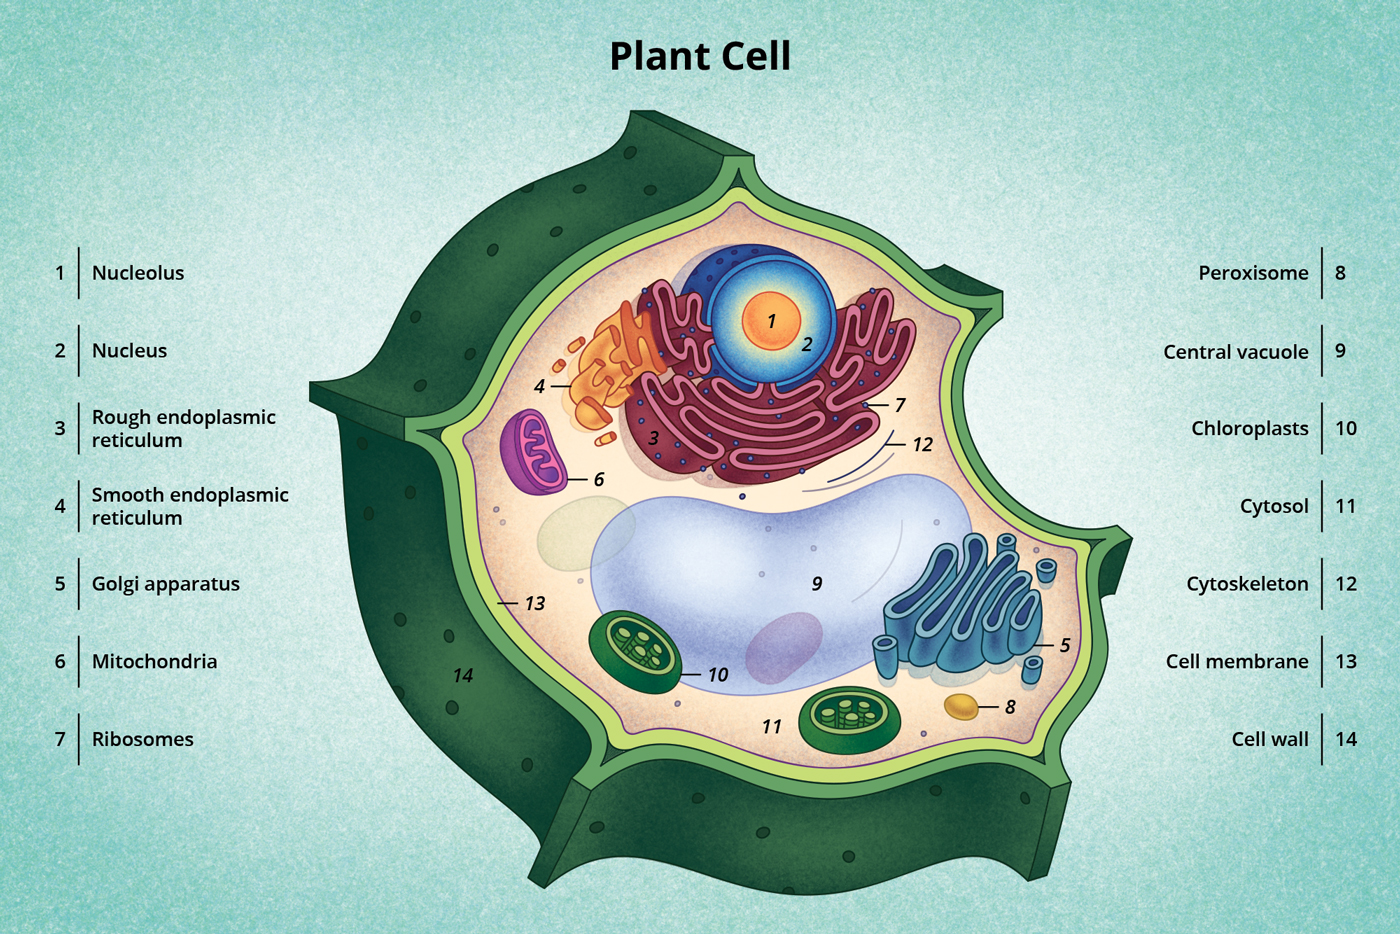 Plant Cell
1 Nucleolus
2 Nucleus
3 Rough endoplasmic
reticulum
4 Smooth endoplasmic
reticulum
5 Golgi apparatus
6 Mitochondria
7 Ribosomes
Peroxisome 8
Central vacuole 9
Chloroplasts 10
Cytosol 11
Cytoskeleton 12
Cell membrane 13
Cell wall 14
1
2
4
7
3
12
6
9
13
5
14
10
8
11